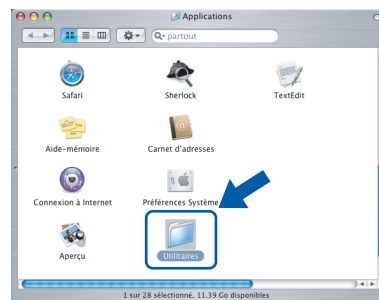 Applications
partout
Safari
Sherlock
TextEdit
Aide-mémoire
Carnet d'adresses
Connexion à Internet
Préférences Système
Aperçu
Utilitaires
1 sur 28 sélectionné, 11.39 Go disponibles